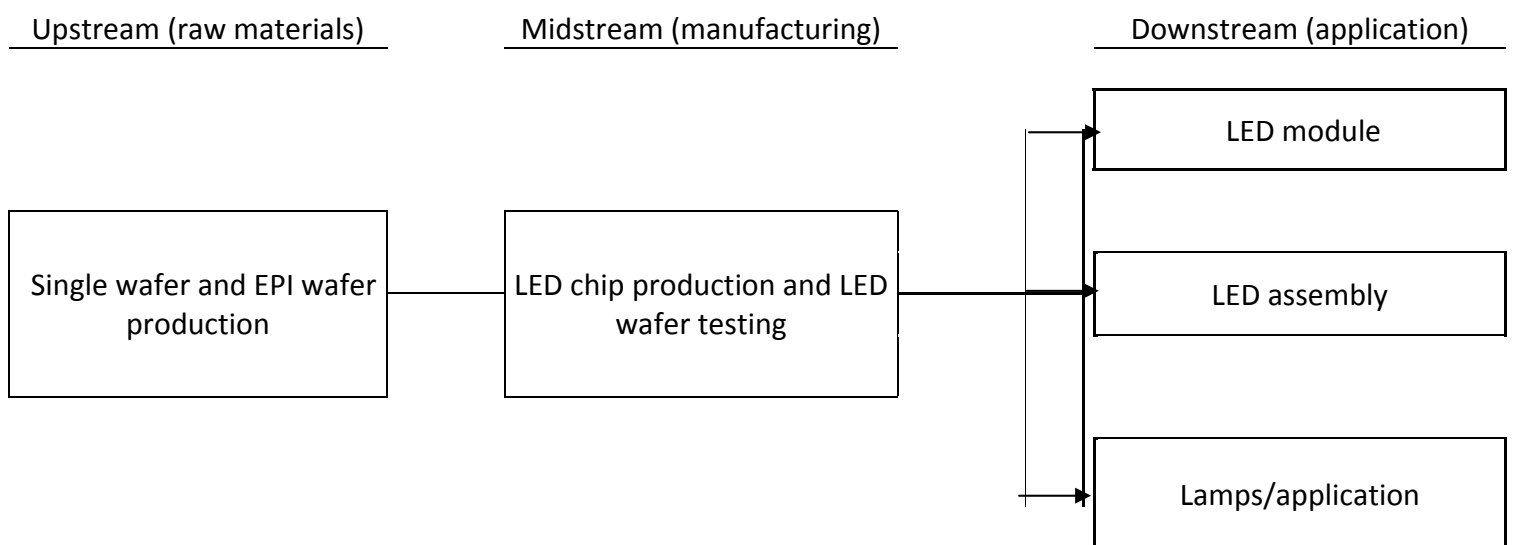 Upstream (raw materials)
Midstream (manufacturing)
Downstream (application)
LED module
Single wafer and EPI wafer
production
LED chip production and LED
wafer testing
LED assembly
Lamps/application